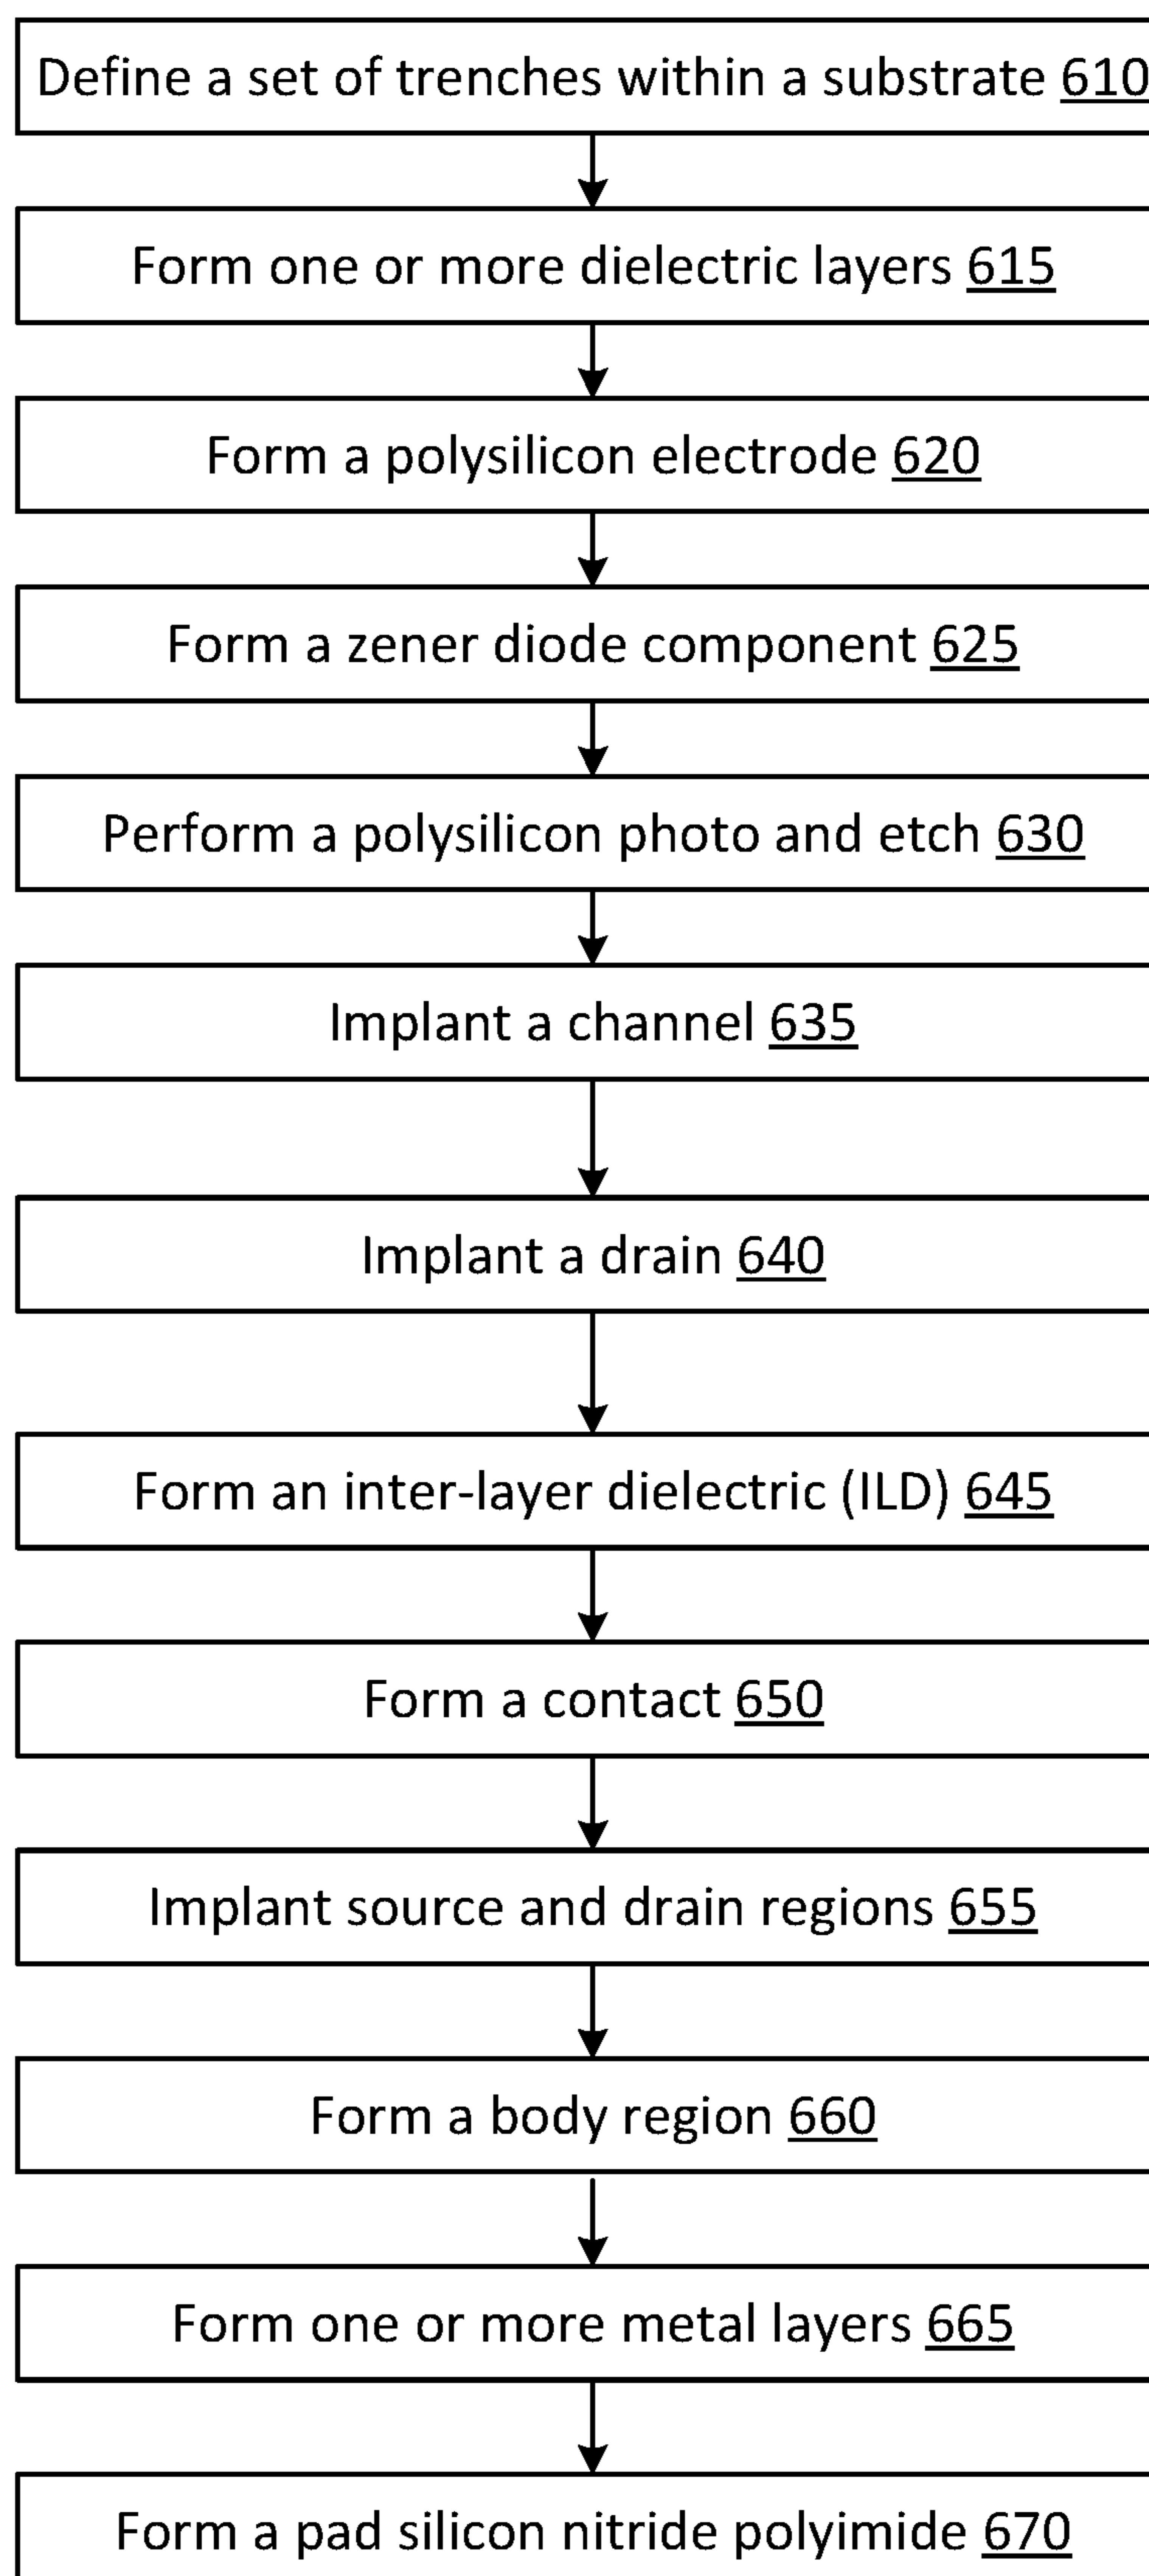 Define a set of trenches within a substrate 610
Form one or more dielectric layers 615
Form a polysilicon electrode 620
Form a zener diode component 625
Perform a polysilicon photo and etch 630
Implant a channel 635
Implant a drain 640
Form an inter-layer dielectric (ILD) 645
Form a contact 650
Implant source and drain regions 655
Form a body region 660
Form one or more metal layers 665
Form a pad silicon nitride polyimide 670